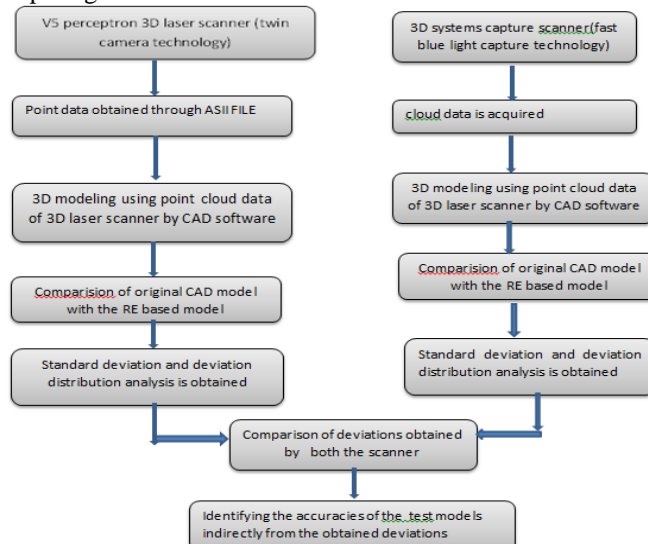 V5 perceptron 3D laser scanner (twin
camera technology)
Point data obtained through ASII FILE
3D modeling using point cloud data
of 3D laser scanner by CAD software
Comparision of original CAD model
with the RE based model
Standard deviation and deviation
distribution analysis is obtained
3D systems capture scanner(fast
blue light capture technology)
cloud data is acquired
3D modeling using point cloud data
of 3D laser scanner by CAD software
Comparision of original CAD model
with the RE based model
Standard deviation and deviation
distribution analysis is obtained
Comparison of deviations obtained
by both the scanner
Identifying the accuracies of the test models
indirectly from the obtained deviations